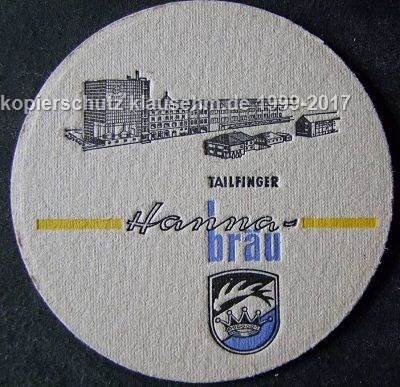 kopierschutz klausehm.de 1999-2017
TAILFINGER
Hanna-
bräu